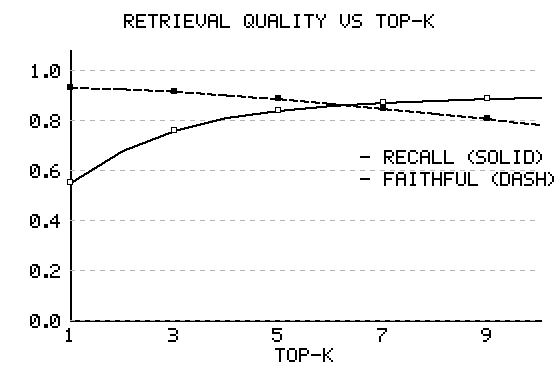 RETRIEVAL QUALITY VS TOP-K
1.0
0.8
0.6
0.4
0.2
0.0
- RECALL (SOLID)
- FAITHFUL (DASH)
1 3 5 7 9
TOP-K